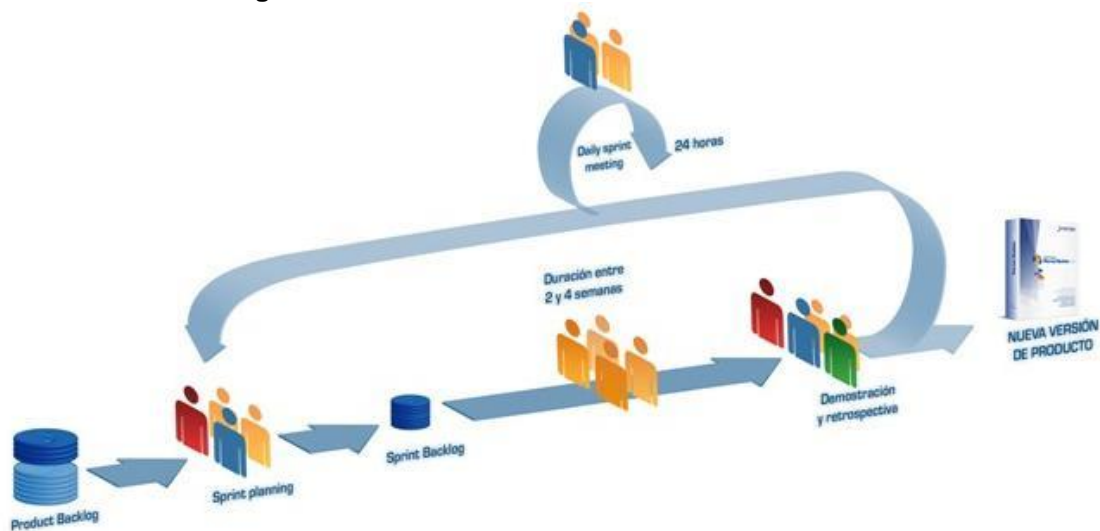 Daily sprint
meeting
24 horas
Duración entre
2 y 4 semanas
NUEVA VERSIÓN
DE PRODUCTO
Demostración
y retrospectiva
Sprint Backlog
Sprint planning
Product Backlog